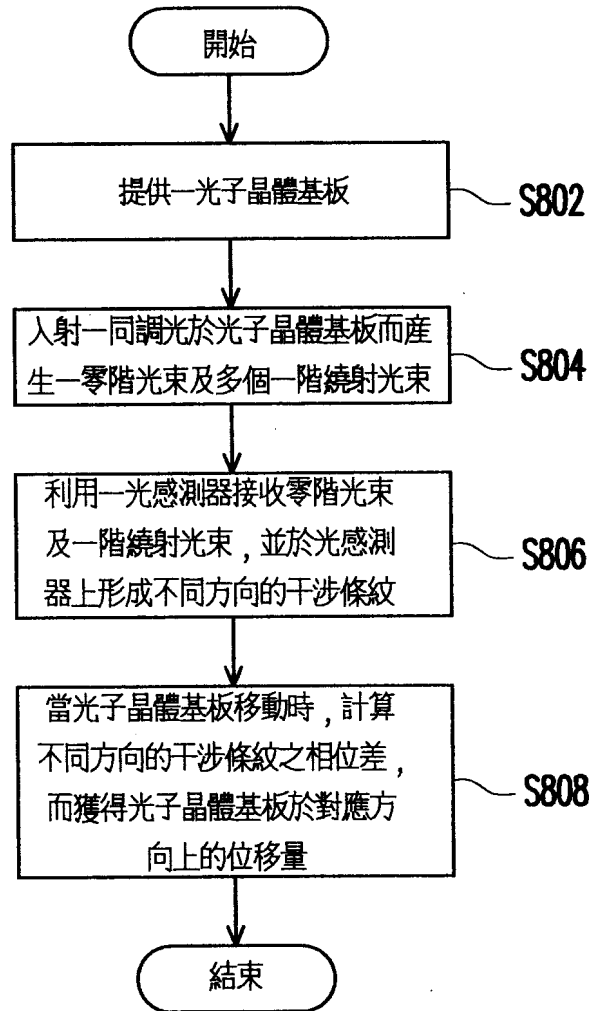 開始
提供一光子晶體基板
S802
入射一同調光於光子晶體基板而産
生一零階光束及多個一階繞射光束
S804
利用一光感測器接收零階光束
及一階繞射光束,並於光感測
器上形成不同方向的干涉條紋
S806
當光子晶體基板移動時,計算
不同方向的干涉條紋之相位差,
而獲得光子晶體基板於對應方
向上的位移量
S808
結束